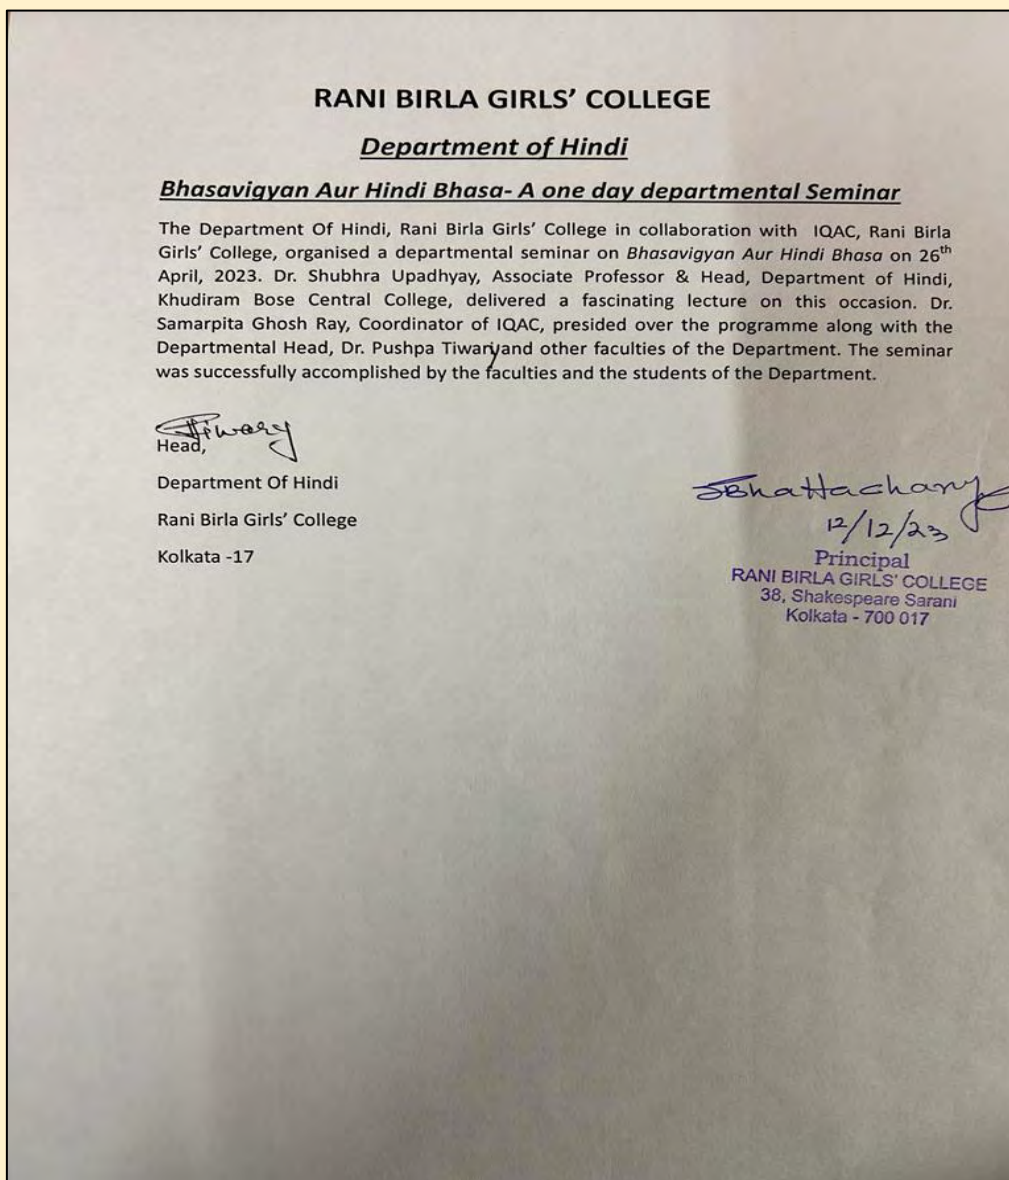 RANI BIRLA GIRLS' COLLEGE
Department of Hindi
Bhasavigyan Aur Hindi Bhasa- A one day departmental Seminar
The Department Of Hindi, Rani Birla Girls' College in collaboration with IQAC, Rani Birla
Girls' College, organised a departmental seminar on Bhasavigyan Aur Hindi Bhasa on 26th
April, 2023. Dr. Shubhra Upadhyay, Associate Professor & Head, Department of Hindi,
Khudiram Bose Central College, delivered a fascinating lecture on this occasion. Dr.
Samarpita Ghosh Ray, Coordinator of IQAC, presided over the programme along with the
Departmental Head, Dr. Pushpa Tiwary and other faculties of the Department. The seminar
was successfully accomplished by the faculties and the students of the Department.
Tiwary
Head,
Department Of Hindi
Rani Birla Girls' College
Kolkata -17
Bhattacharya
12/12/23
Principal
RANI BIRLA GIRLS' COLLEGE
38, Shakespeare Sarani
Kolkata - 700 017